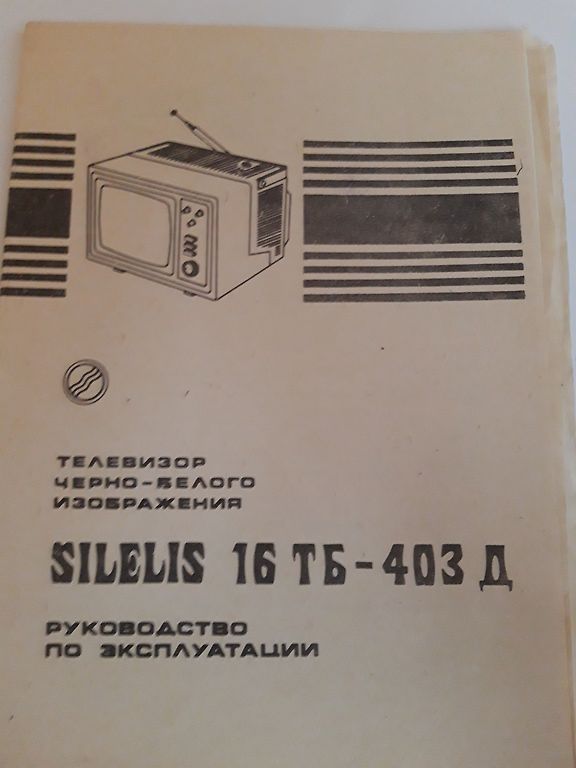 ТЕЛЕВИЗОР
ЧЕРНО-БЕЛОГО
ИЗОБРАЖЕНИЯ
SILELIS 16 ТБ-403 Д
РУКОВОДСТВО
ПО ЭКСПЛУАТАЦИИ